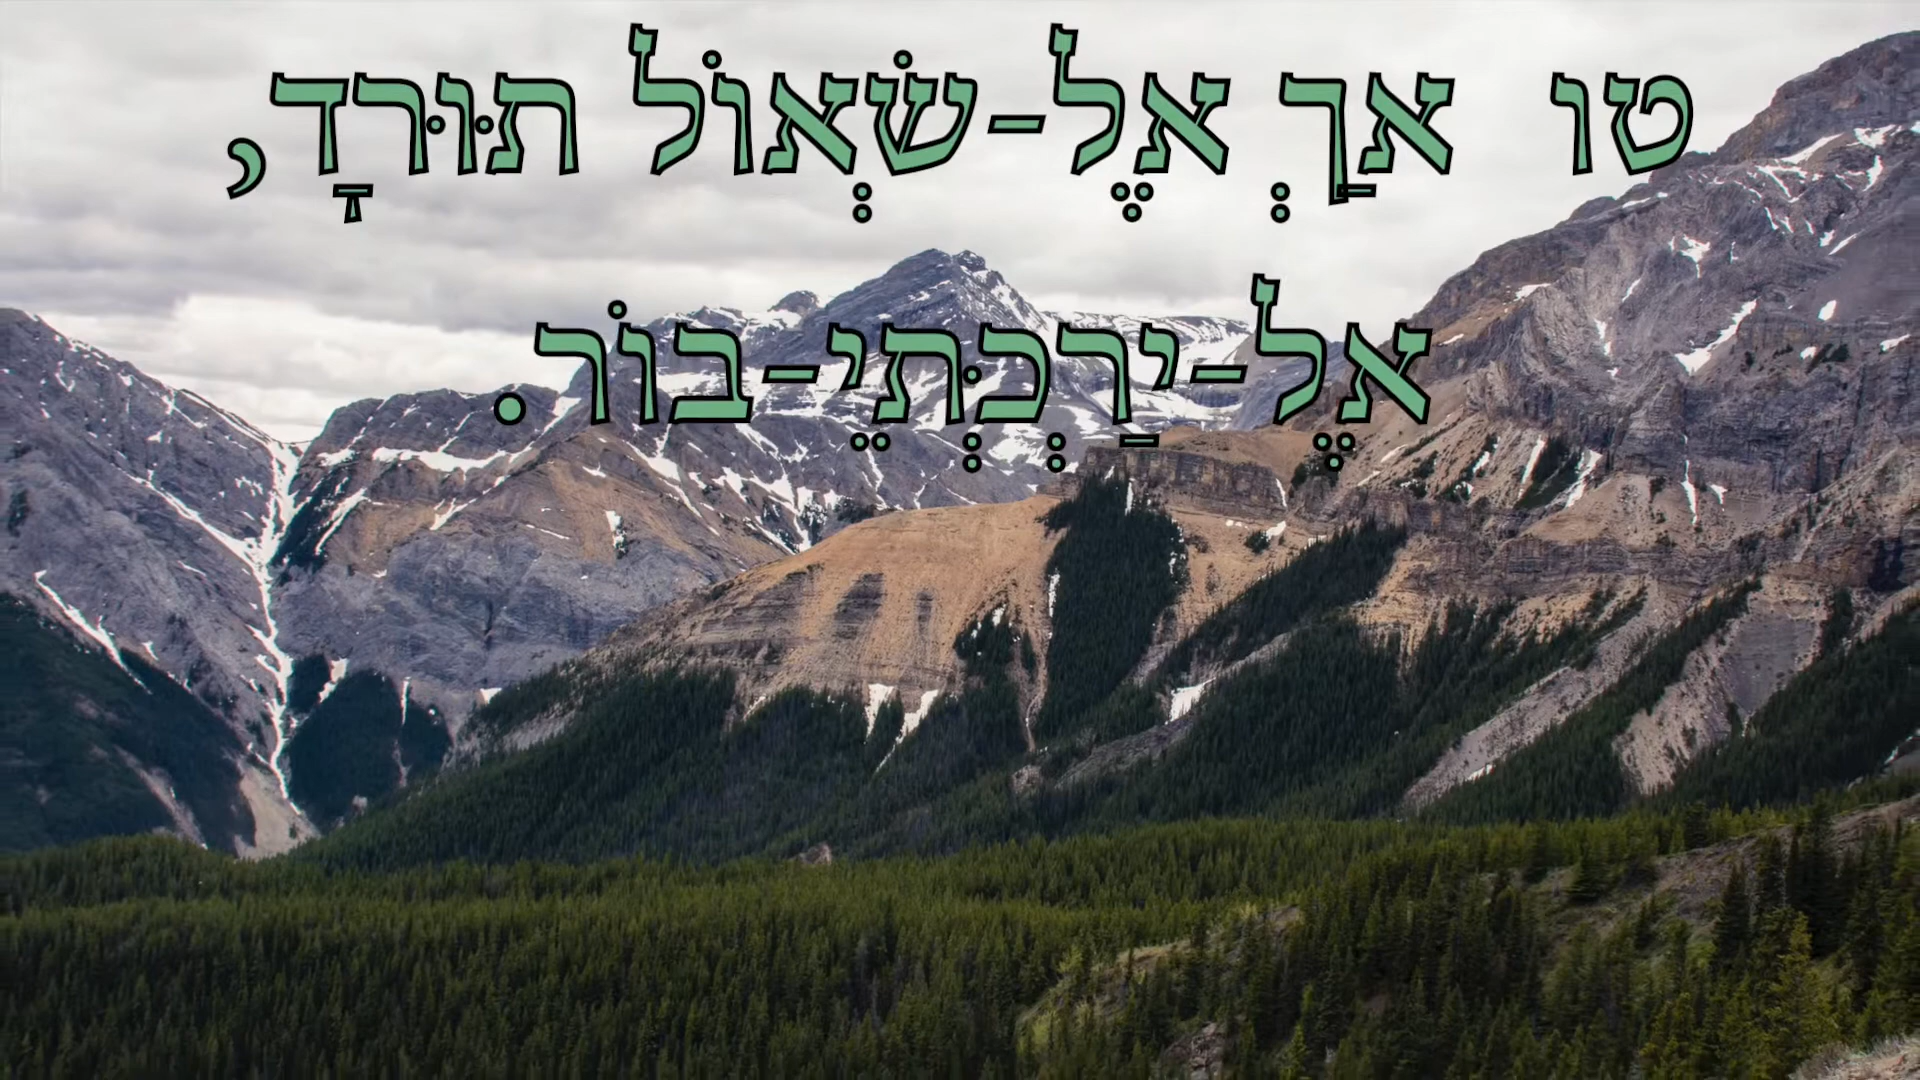 טו  אַךְ אֶל-שְׁאוֹל תּוּרָד,
אֶל-יַרְכְּתֵי-בוֹר.